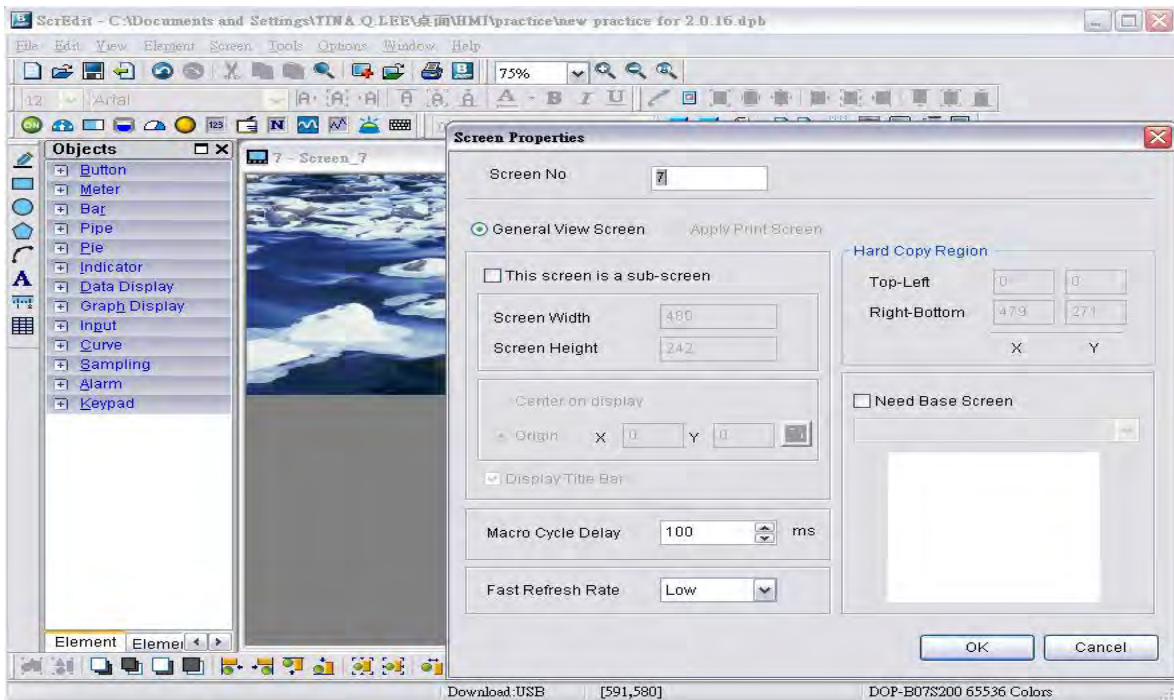 ScrEdit - C:\Documents and Settings\TINA Q.LEE\桌面\HMI\practice\new practice for 2.0.16.dpb
File Edit View Element Screen Tools Options Window Help
75%
12 Arial A B I U
Objects
Button
Meter
Bar
Pipe
Pie
Indicator
Data Display
Graph Display
Input
Curve
Sampling
Alarm
Keypad
Element Elemei
7 - Screen_7
Screen Properties
Screen No 7
General View Screen Apply Print Screen
This screen is a sub-screen
Screen Width 480
Screen Height 242
Center on display
Origin X 0 Y 0
Display Title Bar
Macro Cycle Delay 100 ms
Fast Refresh Rate Low
Hard Copy Region
Top-Left 0 0
Right-Bottom 479 271
X Y
Need Base Screen
OK Cancel
Download:USB [591,580] DOP-B07S200 65536 Colors